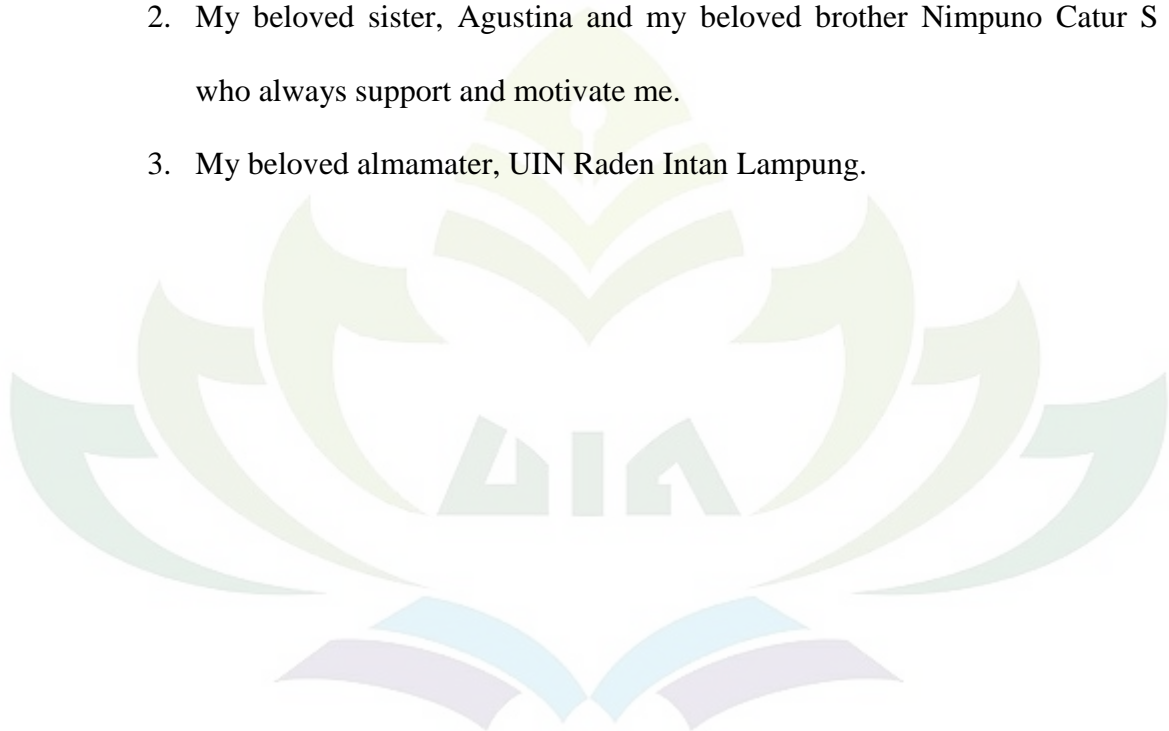 2. My beloved sister, Agustina and my beloved brother Nimpuno Catur S
who always support and motivate me.
3. My beloved almamater, UIN Raden Intan Lampung.
UIN